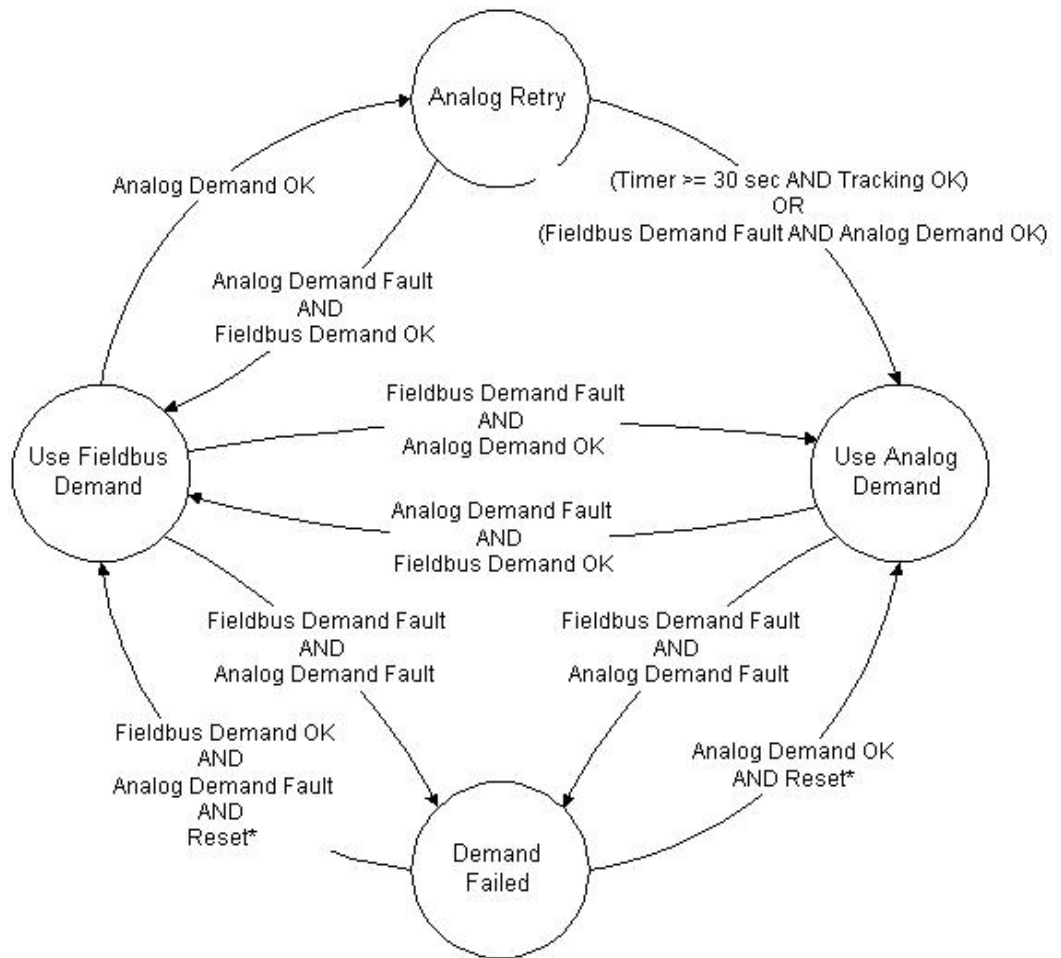 Analog Retry
Analog Demand OK
(Timer >= 30 sec AND Tracking OK)
OR
(Fieldbus Demand Fault AND Analog Demand OK)
Analog Demand Fault
AND
Fieldbus Demand OK
Fieldbus Demand Fault
AND
Analog Demand OK
Use Fieldbus
Demand
Use Analog
Demand
Analog Demand Fault
AND
Fieldbus Demand OK
Fieldbus Demand Fault
AND
Analog Demand Fault
Fieldbus Demand Fault
AND
Analog Demand Fault
Fieldbus Demand OK
AND
Analog Demand Fault
AND
Reset*
Analog Demand OK
AND Reset*
Demand
Failed